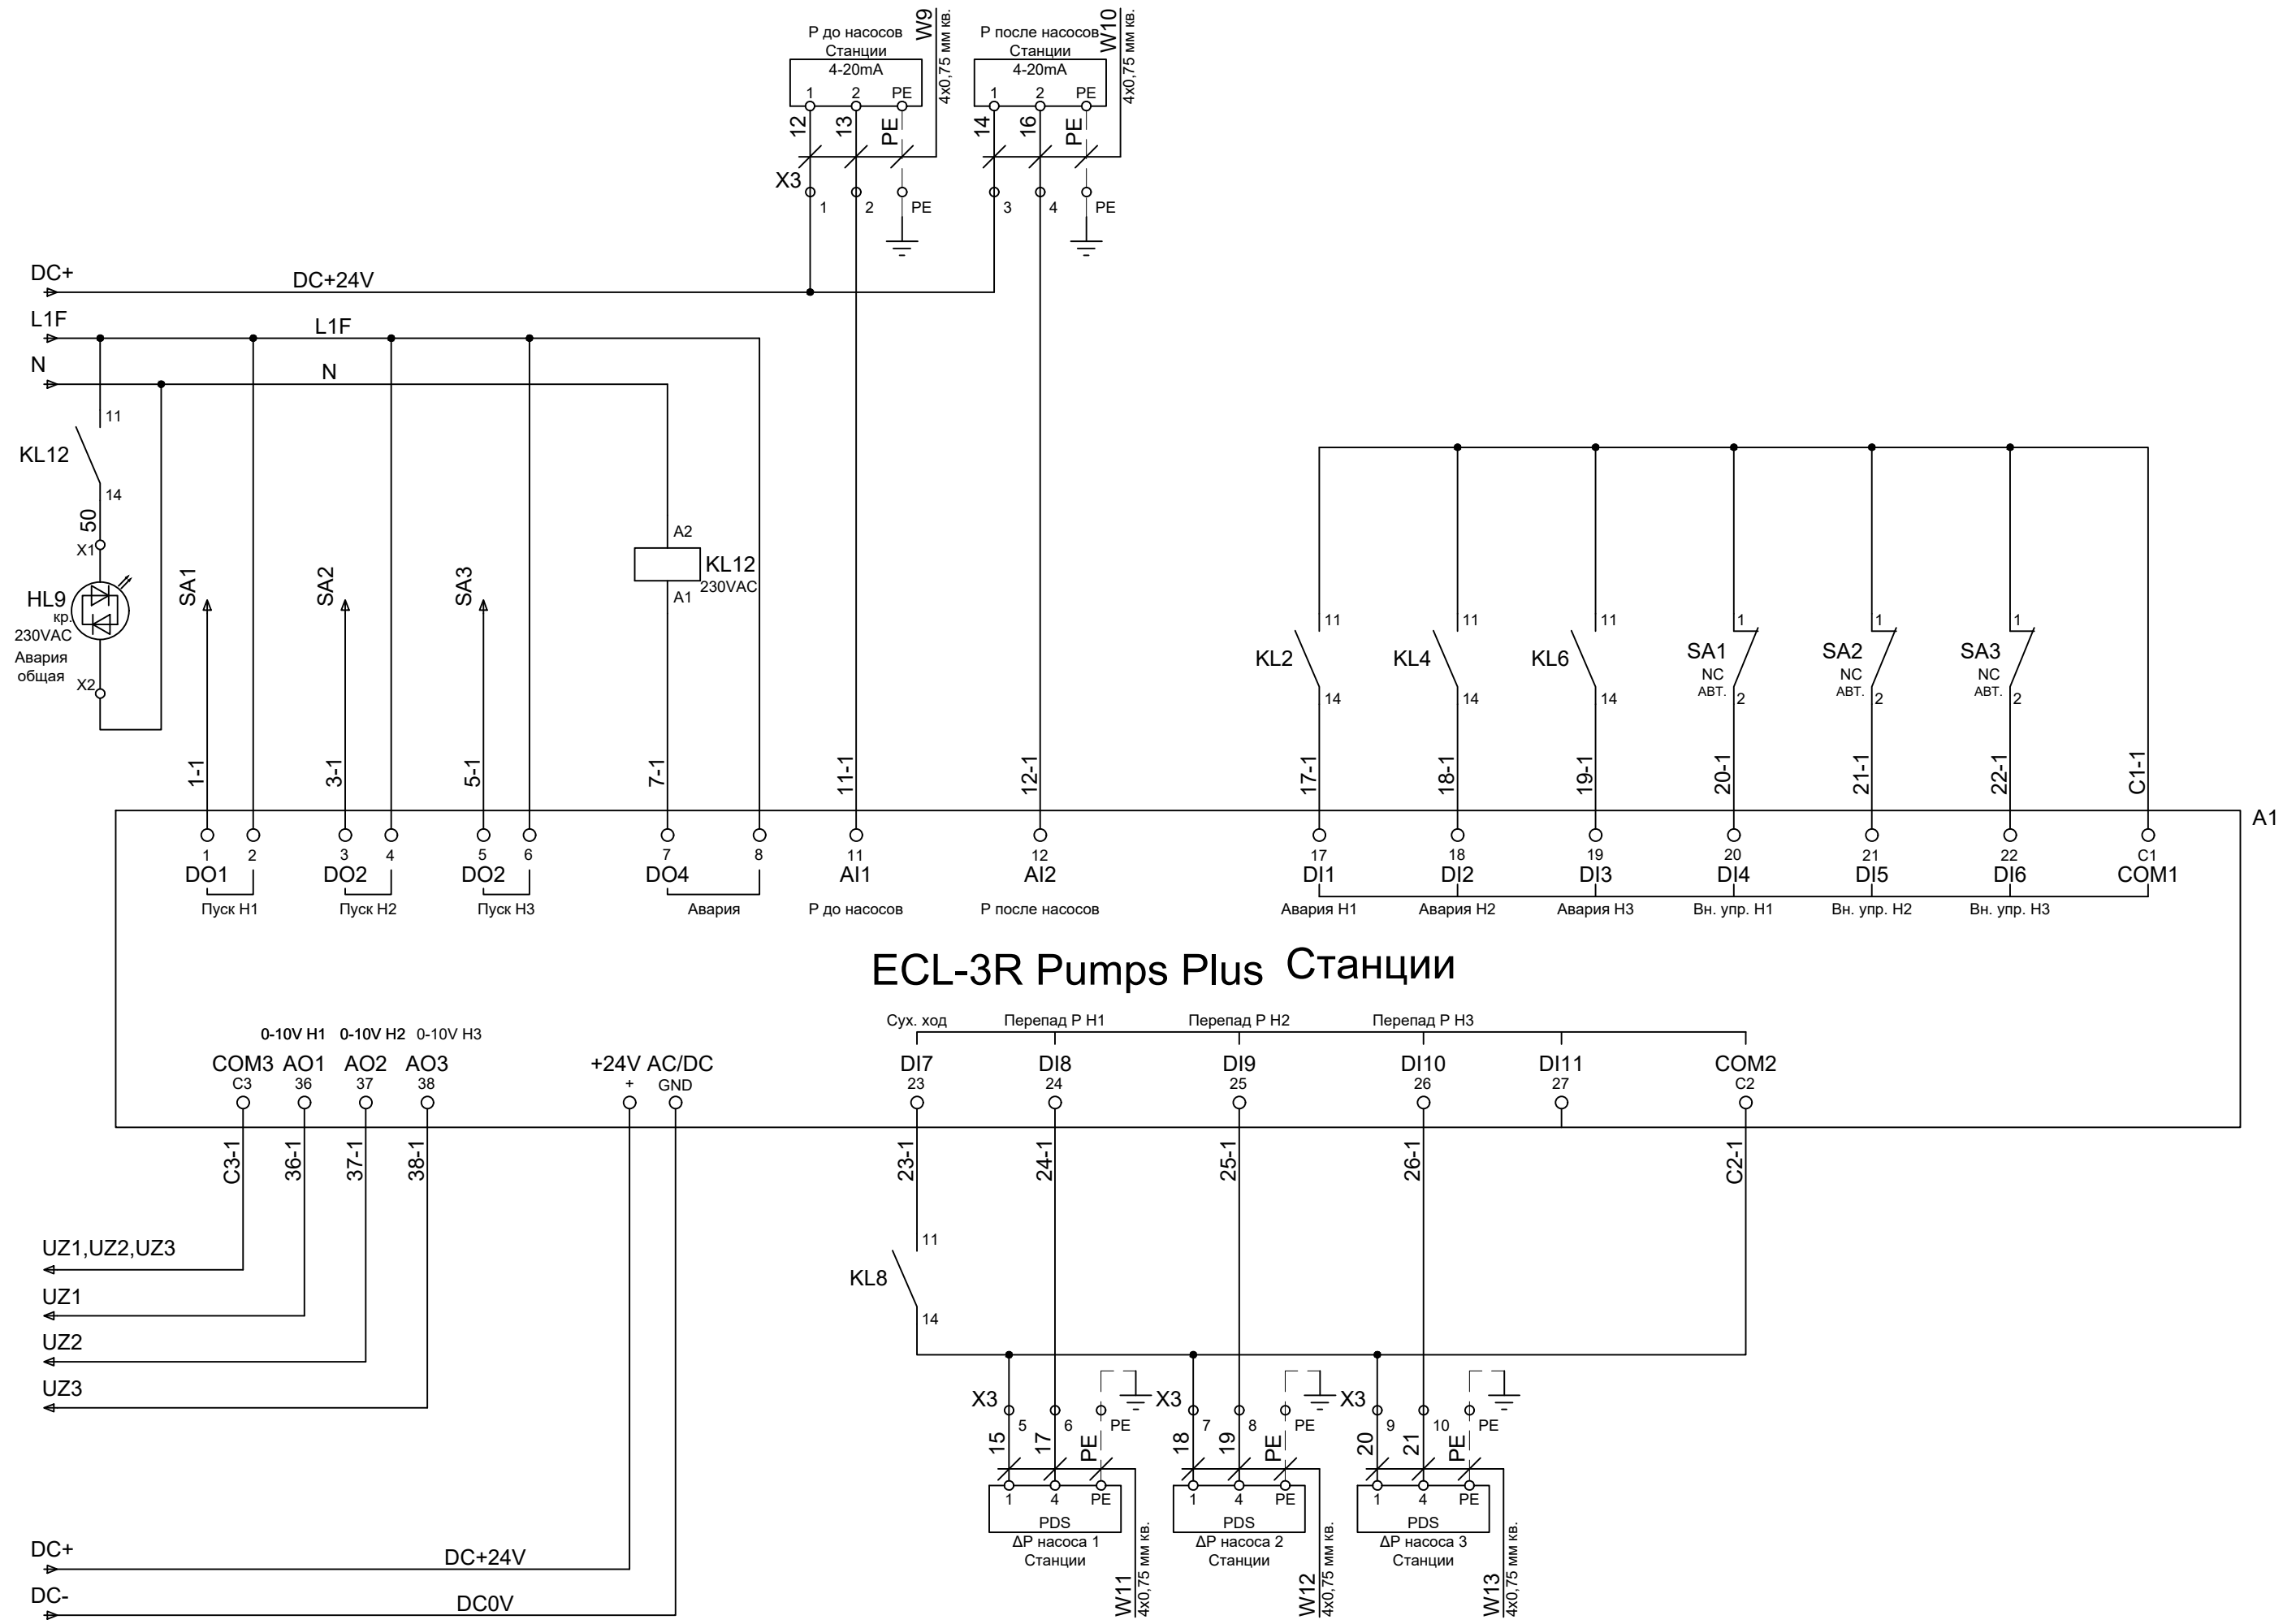 W9
4x0,75 мм кв.
W10
4x0,75 мм кв.
Р до насосов
Станции
4-20mA
1 2 PE
Р после насосов
Станции
4-20mA
1 2 PE
12 13 PE
14 16 PE
X3
1 2 PE
3 4 PE
DC+
DC+24V
L1F
L1F
N
N
11
KL12
14
50
X1
HL9
кр.
230VAC
Авария
общая
X2
SA1
SA2
SA3
A2
KL12
230VAC
A1
11
KL2
14
11
KL4
14
11
KL6
14
1
SA1
NC
АВТ.
2
1
SA2
NC
АВТ.
2
1
SA3
NC
АВТ.
2
1-1
3-1
5-1
7-1
11-1
12-1
17-1
18-1
19-1
20-1
21-1
22-1
C1-1
A1
1 2 3 4 5 6 7 8 11 12 17 18 19 20 21 22 C1
DO1 DO2 DO2 DO4 AI1 AI2 DI1 DI2 DI3 DI4 DI5 DI6 COM1
Пуск Н1 Пуск Н2 Пуск Н3 Авария Р до насосов Р после насосов Авария Н1 Авария Н2 Авария Н3 Вн. упр. Н1 Вн. упр. Н2 Вн. упр. Н3
ECL-3R Pumps Plus Станции
0-10V Н1 0-10V Н2 0-10V Н3
Сух. ход Перепад Р Н1 Перепад Р Н2 Перепад Р Н3
COM3 AO1 AO2 AO3 +24V AC/DC DI7 DI8 DI9 DI10 DI11 COM2
C3 36 37 38 + GND 23 24 25 26 27 C2
C3-1
36-1
37-1
38-1
23-1
24-1
25-1
26-1
C2-1
UZ1,UZ2,UZ3
UZ1
UZ2
UZ3
11
KL8
14
X3
5 6 PE
X3
7 8 PE
X3
9 10 PE
15 17 PE
18 19 PE
20 21 PE
1 4 PE
PDS
ΔР насоса 1
Станции
W11
4x0,75 мм кв.
1 4 PE
PDS
ΔР насоса 2
Станции
W12
4x0,75 мм кв.
1 4 PE
PDS
ΔР насоса 3
Станции
W13
4x0,75 мм кв.
DC+
DC+24V
DC-
DC0V